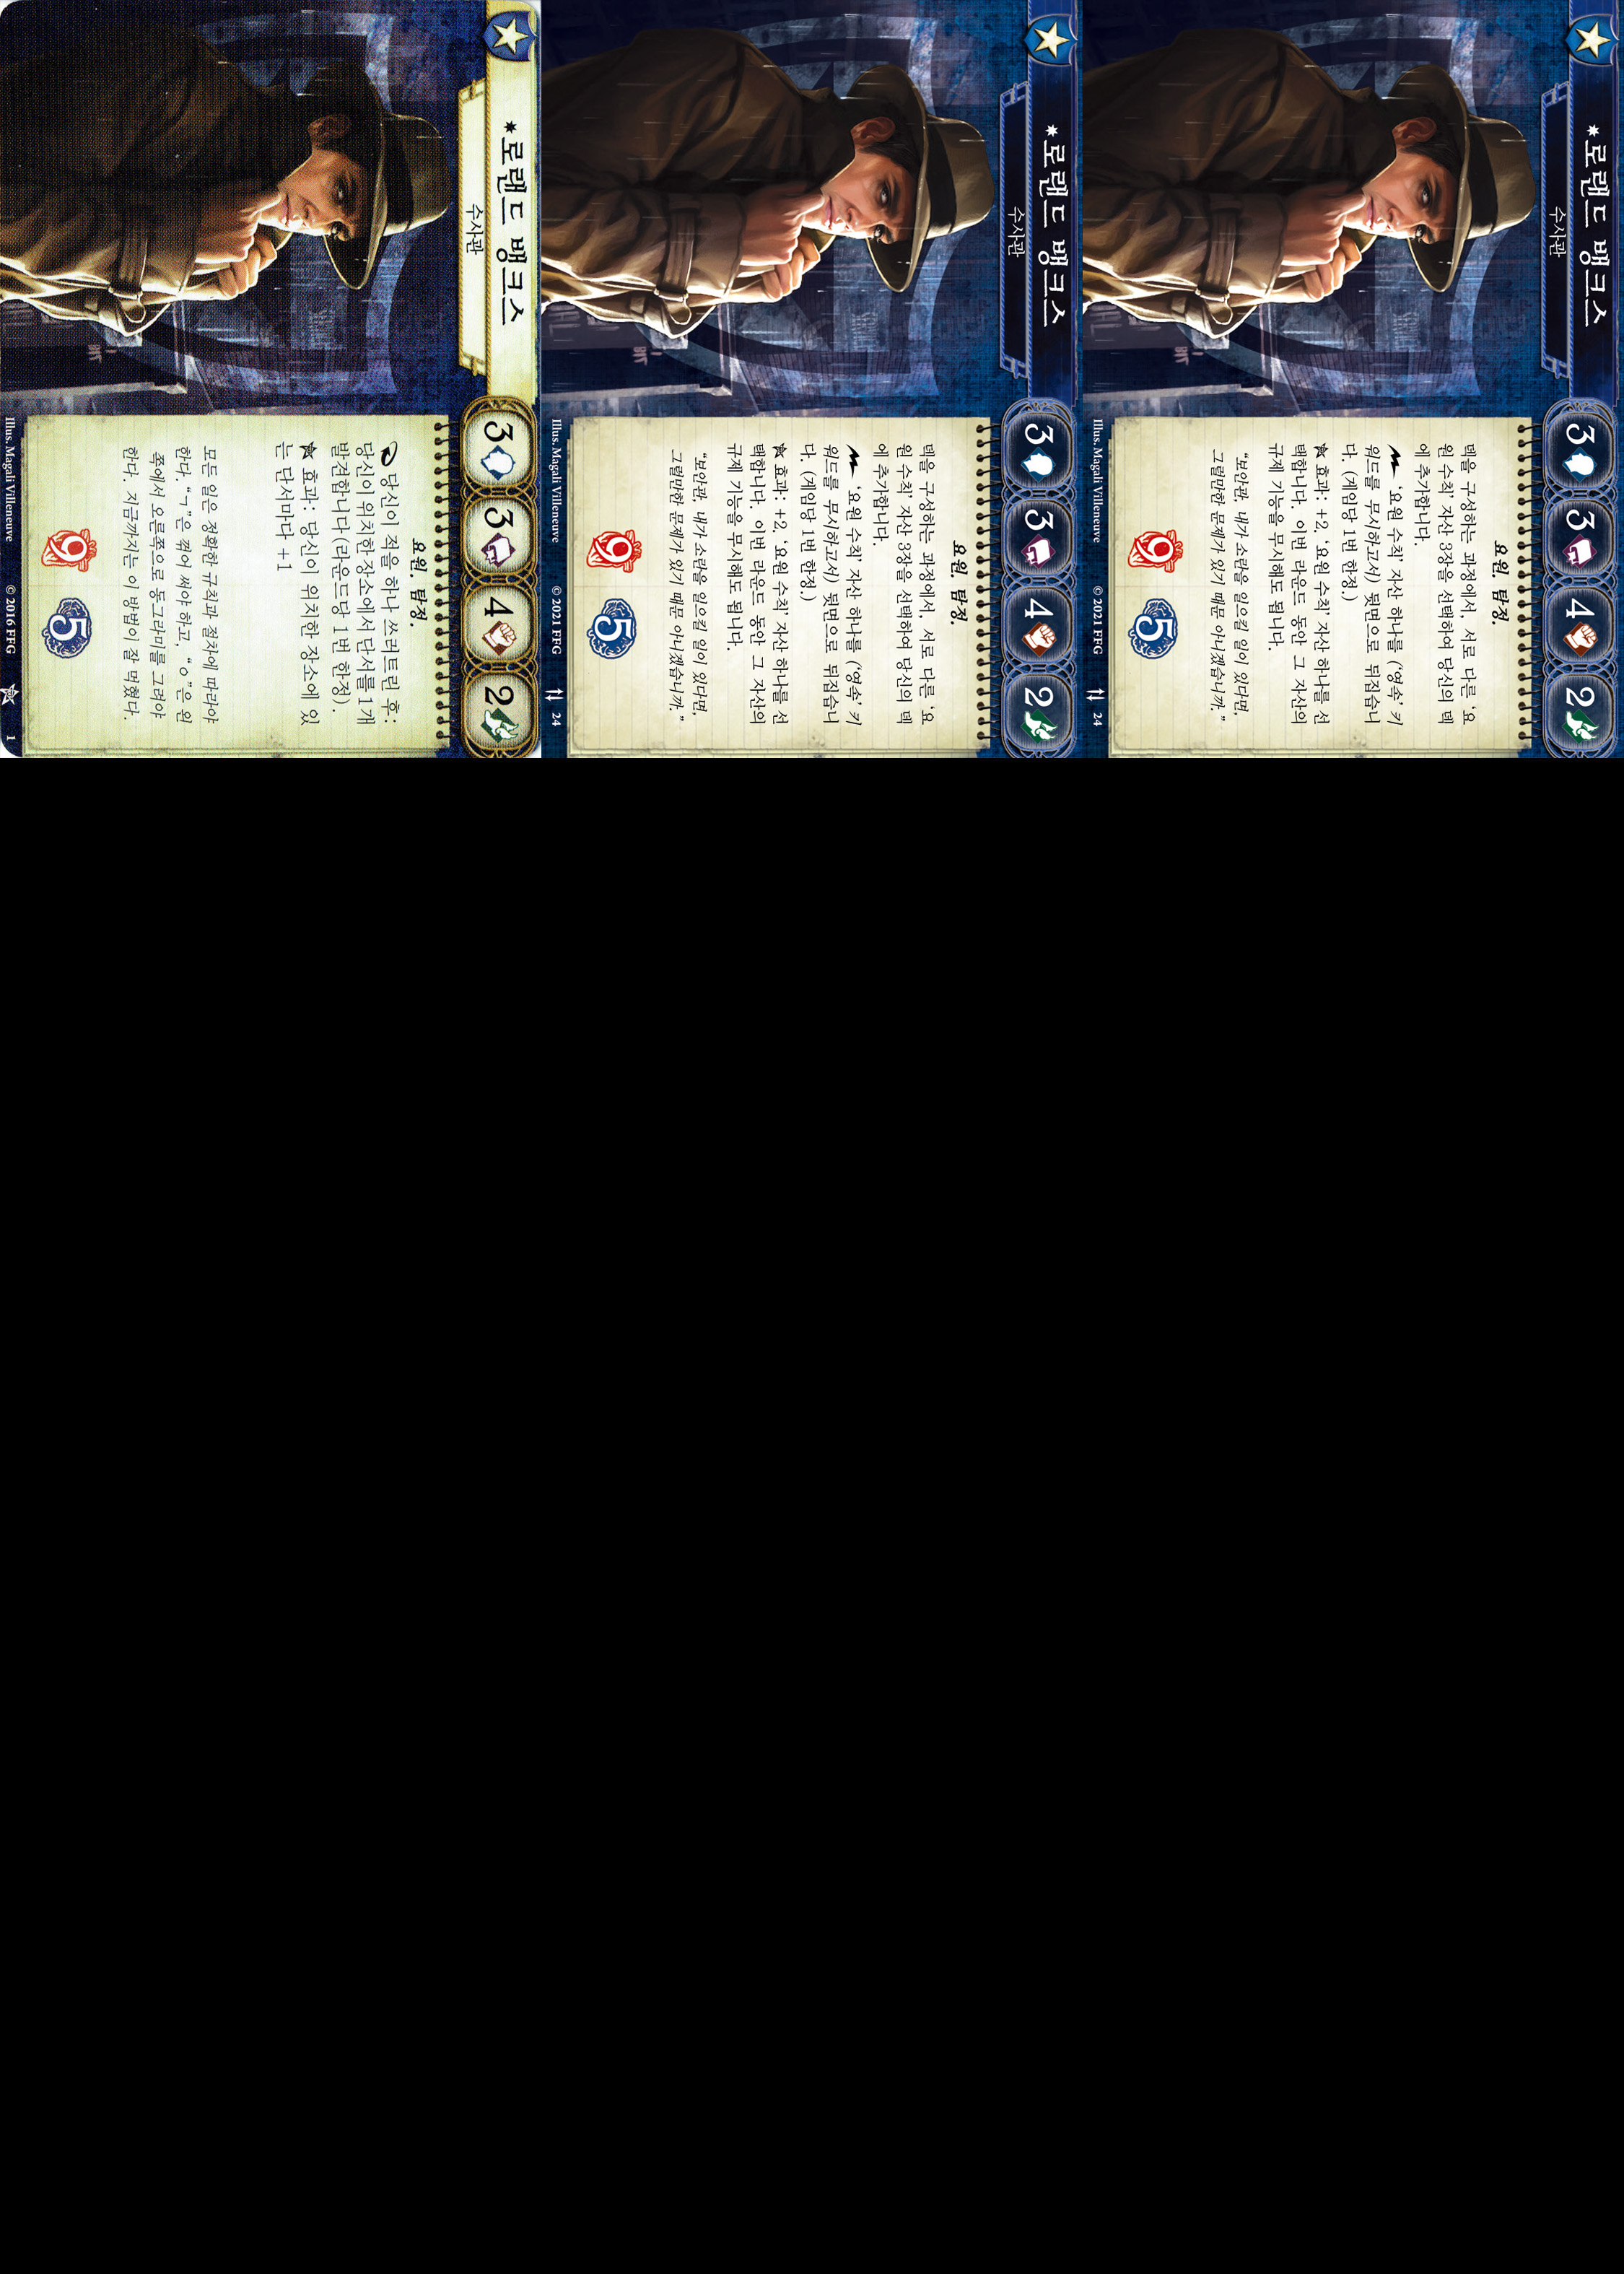 로랜드 뱅크스
수사관
3 3 4 2
요원. 탐정.
당신이 적을 하나 쓰러트린 후:
당신이 위치한 장소에서 단서를 1개
발견합니다 (라운드당 1번 한정).
효과: 당신이 위치한 장소에 있
는 단서마다 +1
모든 일은 정확한 규칙과 절차에 따라야
한다. “ㄱ”은 꺾어 써야 하고, “ㅇ”은 왼
쪽에서 오른쪽으로 동그라미를 그려야
한다. 지금까지는 이 방법이 잘 먹혔다.
9 5
Illus. Magali Villeneuve © 2016 FFG 1
로랜드 뱅크스
수사관
3 3 4 2
요원. 탐정.
덱을 구성하는 과정에서, 서로 다른 ‘요
원 수칙’ 자산 3장을 선택하여 당신의 덱
에 추가합니다.
‘요원 수칙’ 자산 하나를 (‘영속’ 키
워드를 무시하고서) 뒷면으로 뒤집습니
다. (게임당 1번 한정.)
효과: +2. ‘요원 수칙’ 자산 하나를 선
택합니다. 이번 라운드 동안 그 자산의
규제 기능을 무시해도 됩니다.
“보안관, 내가 소란을 일으킬 일이 있다면,
그럴만한 문제가 있기 때문 아니겠습니까.”
9 5
Illus. Magali Villeneuve © 2021 FFG 24
로랜드 뱅크스
수사관
3 3 4 2
요원. 탐정.
덱을 구성하는 과정에서, 서로 다른 ‘요
원 수칙’ 자산 3장을 선택하여 당신의 덱
에 추가합니다.
‘요원 수칙’ 자산 하나를 (‘영속’ 키
워드를 무시하고서) 뒷면으로 뒤집습니
다. (게임당 1번 한정.)
효과: +2. ‘요원 수칙’ 자산 하나를 선
택합니다. 이번 라운드 동안 그 자산의
규제 기능을 무시해도 됩니다.
“보안관, 내가 소란을 일으킬 일이 있다면,
그럴만한 문제가 있기 때문 아니겠습니까.”
9 5
Illus. Magali Villeneuve © 2021 FFG 24